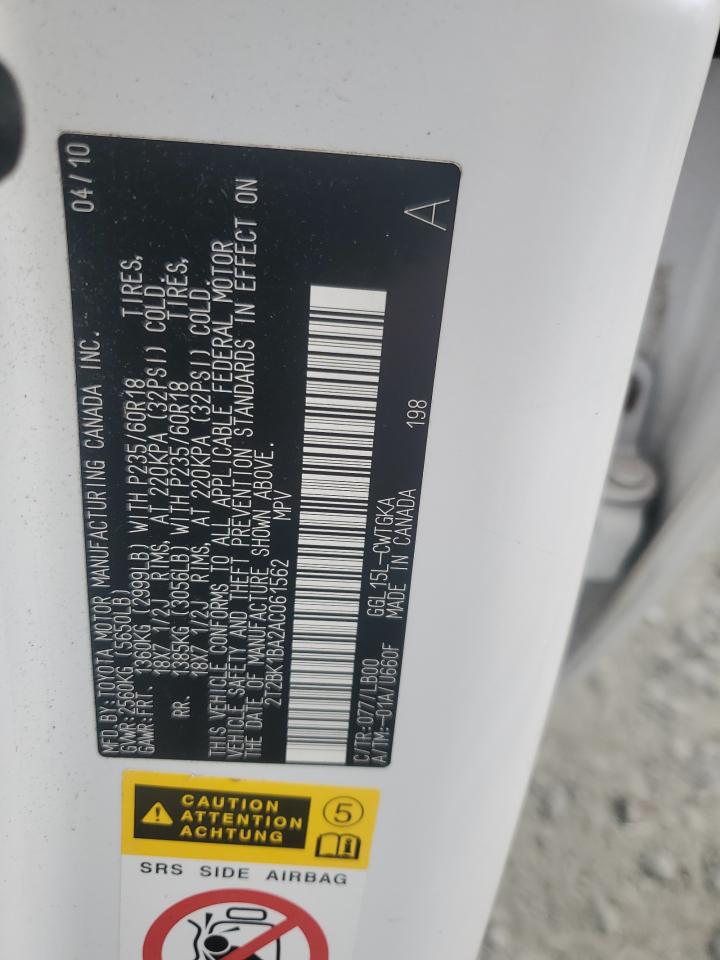 MFD. BY: TOYOTA MOTOR MANUFACTURING CANADA INC. 04/10
GVWR: 2560KG (5650LB)
GAWR: FRT. 1360KG (2999LB) WITH P235/60R18 TIRES,
18X7 1/2J RIMS, AT 220KPA (32PSI) COLD.
RR. 1385KG (3056LB) WITH P235/60R18 TIRES,
18X7 1/2J RIMS, AT 220KPA (32PSI) COLD.
THIS VEHICLE CONFORMS TO ALL APPLICABLE FEDERAL MOTOR
VEHICLE SAFETY AND THEFT PREVENTION STANDARDS IN EFFECT ON
THE DATE OF MANUFACTURE SHOWN ABOVE.
2T2BK1BA2AC061562 MPV
A
C/TR: 077/LB00 GGL15L-CWTGKA 198
A/TM:-01A/U660F MADE IN CANADA
CAUTION
ATTENTION
ACHTUNG
5
SRS SIDE AIRBAG